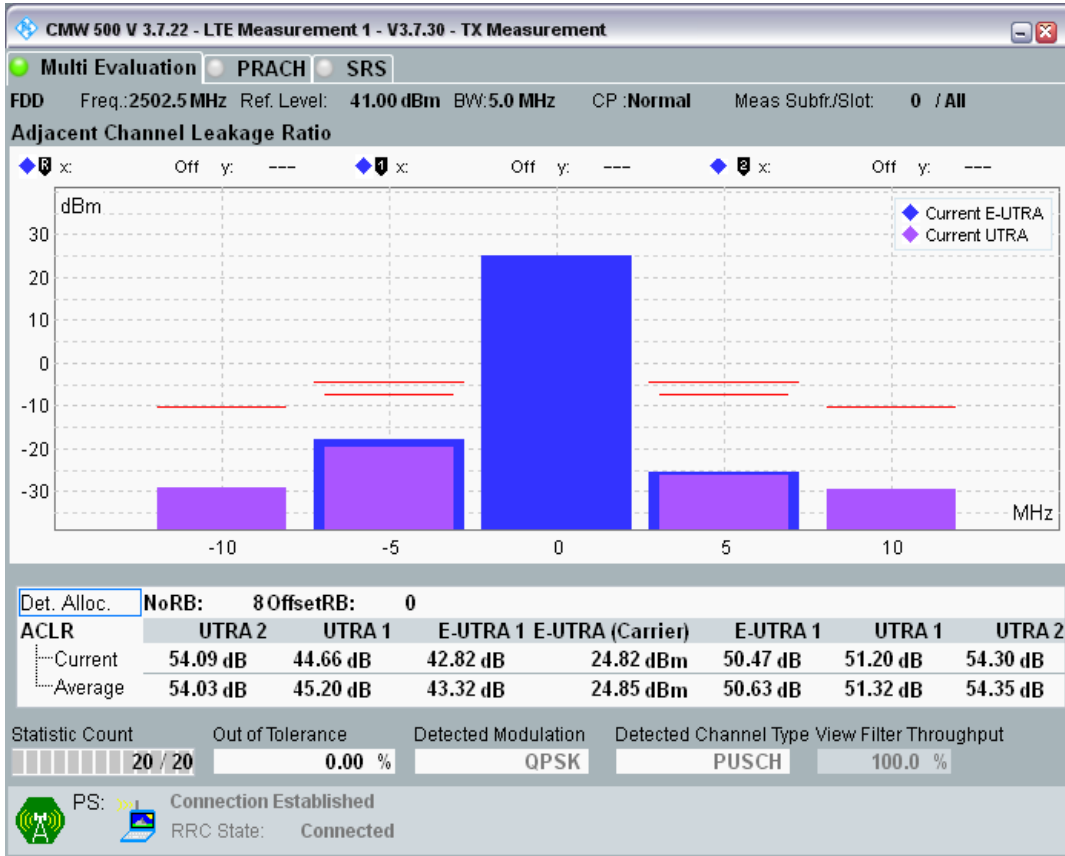 CMW 500 V 3.7.22 - LTE Measurement 1 - V3.7.30 - TX Measurement
Multi Evaluation PRACH SRS
FDD Freq.:2502.5 MHz Ref. Level: 41.00 dBm BW:5.0 MHz CP :Normal Meas Subfr./Slot: 0 / All
Adjacent Channel Leakage Ratio
R x: Off y: --- 1 x: Off y: --- 2 x: Off y: ---
dBm
Current E-UTRA
Current UTRA
30
20
10
0
-10
-20
-30
MHz
-10 -5 0 5 10
Det. Alloc. NoRB: 8 OffsetRB: 0
ACLR UTRA 2 UTRA 1 E-UTRA 1 E-UTRA (Carrier) E-UTRA 1 UTRA 1 UTRA 2
Current 54.09 dB 44.66 dB 42.82 dB 24.82 dBm 50.47 dB 51.20 dB 54.30 dB
Average 54.03 dB 45.20 dB 43.32 dB 24.85 dBm 50.63 dB 51.32 dB 54.35 dB
Statistic Count Out of Tolerance Detected Modulation Detected Channel Type View Filter Throughput
20 / 20 0.00 % QPSK PUSCH 100.0 %
PS: Connection Established
RRC State: Connected